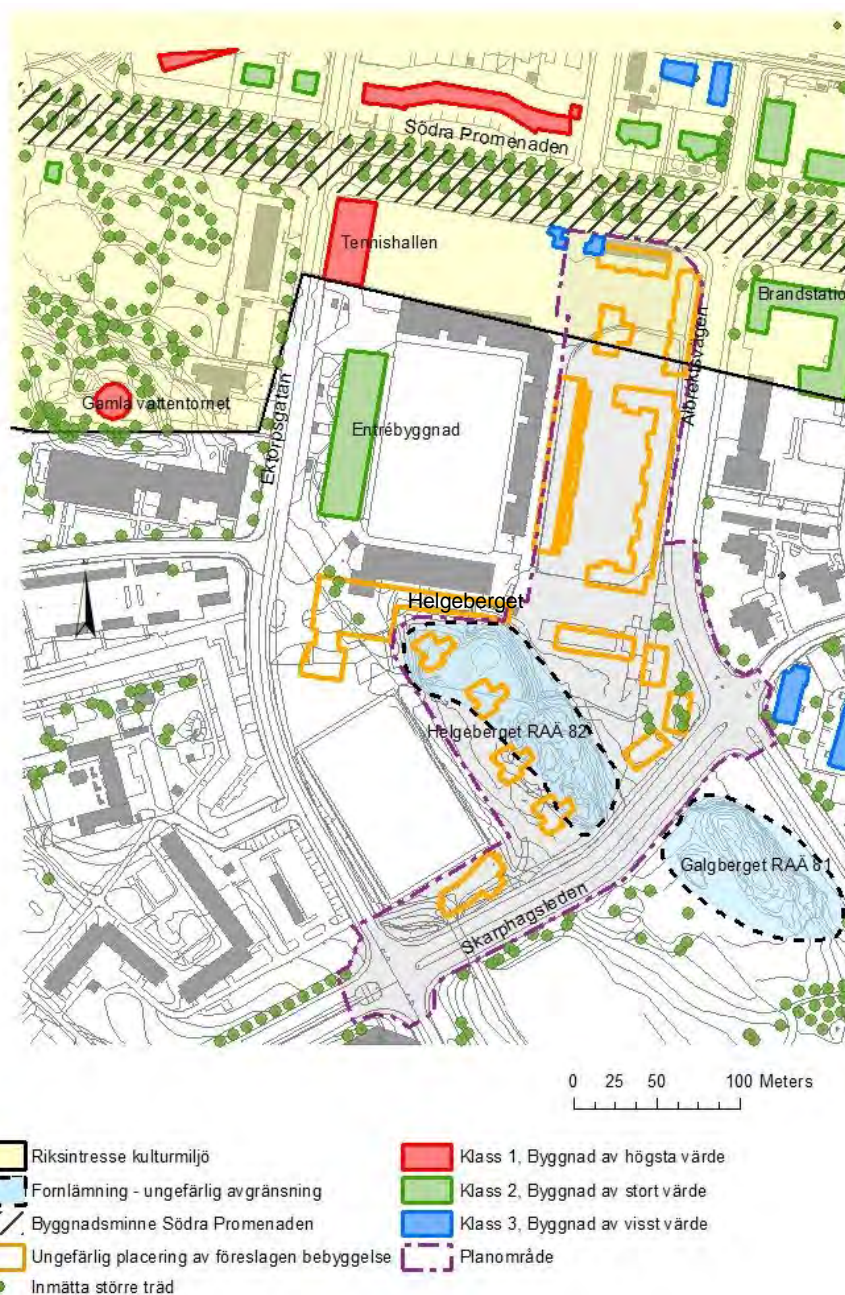 Södra Promenaden
Tennishallen
Brandstatio
Albrektsvägen
Gamla vattentornet
Ektorpsgatan
Entrébyggnad
Helgeberget
Helgeberget RAÄ 82
Galgberget RAÄ 81
Skarphagsleden
0 25 50 100 Meters
Riksintresse kulturmiljö
Fornlämning - ungefärlig avgränsning
Byggnadsminne Södra Promenaden
Ungefärlig placering av föreslagen bebyggelse
Inmätta större träd
Klass 1, Byggnad av högsta värde
Klass 2, Byggnad av stort värde
Klass 3, Byggnad av visst värde
Planområde